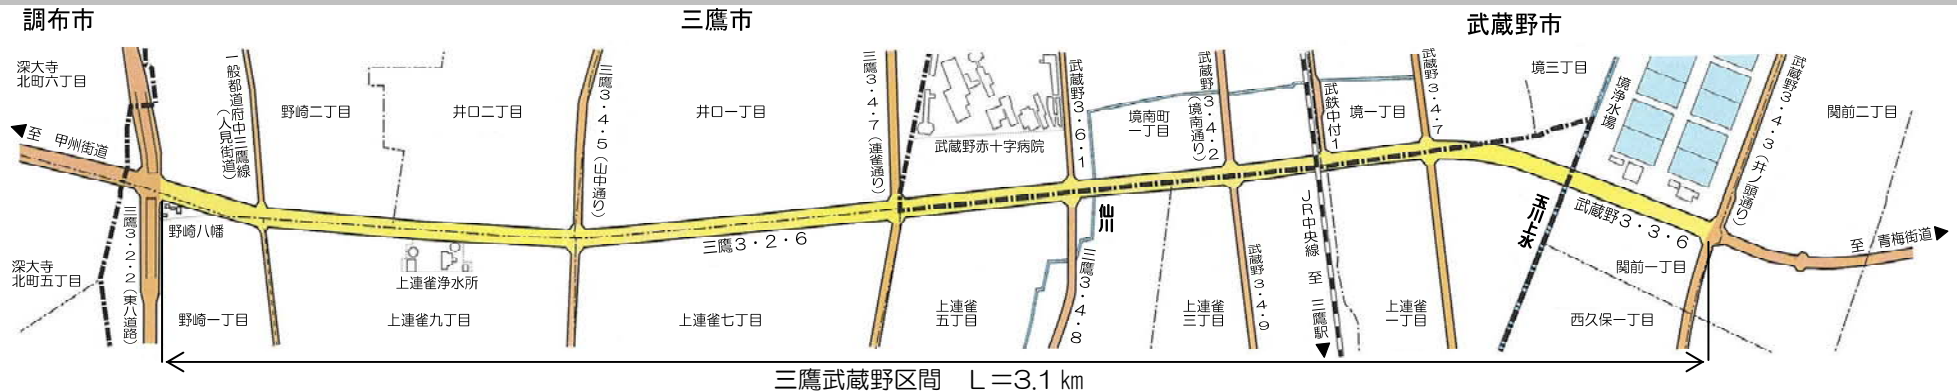 調布市
三鷹市
武蔵野市
深大寺
北町六丁目
一般都道府中三鷹線
(人見街道)
野崎二丁目
井口二丁目
三鷹3・4・5(山中通り)
井口一丁目
三鷹3・4・7(連雀通り)
武蔵野赤十字病院
武蔵野3・6・1
境南町
一丁目
武蔵野3・4・2
(境南通り)
武鉄中付1
境一丁目
武蔵野3・4・7
境三丁目
境浄水場
武蔵野3・4・3(井ノ頭通り)
関前二丁目
至 甲州街道
三鷹3・2・2(東八道路)
野崎八幡
深大寺
北町五丁目
野崎一丁目
上連雀浄水所
上連雀九丁目
三鷹3・2・6
上連雀七丁目
上連雀
五丁目
仙川
三鷹3・4・8
上連雀
三丁目
武蔵野3・4・9
JR中央線 至 三鷹駅
上連雀
一丁目
玉川上水
武蔵野3・3・6
関前一丁目
西久保一丁目
至 青梅街道
三鷹武蔵野区間 L=3.1km